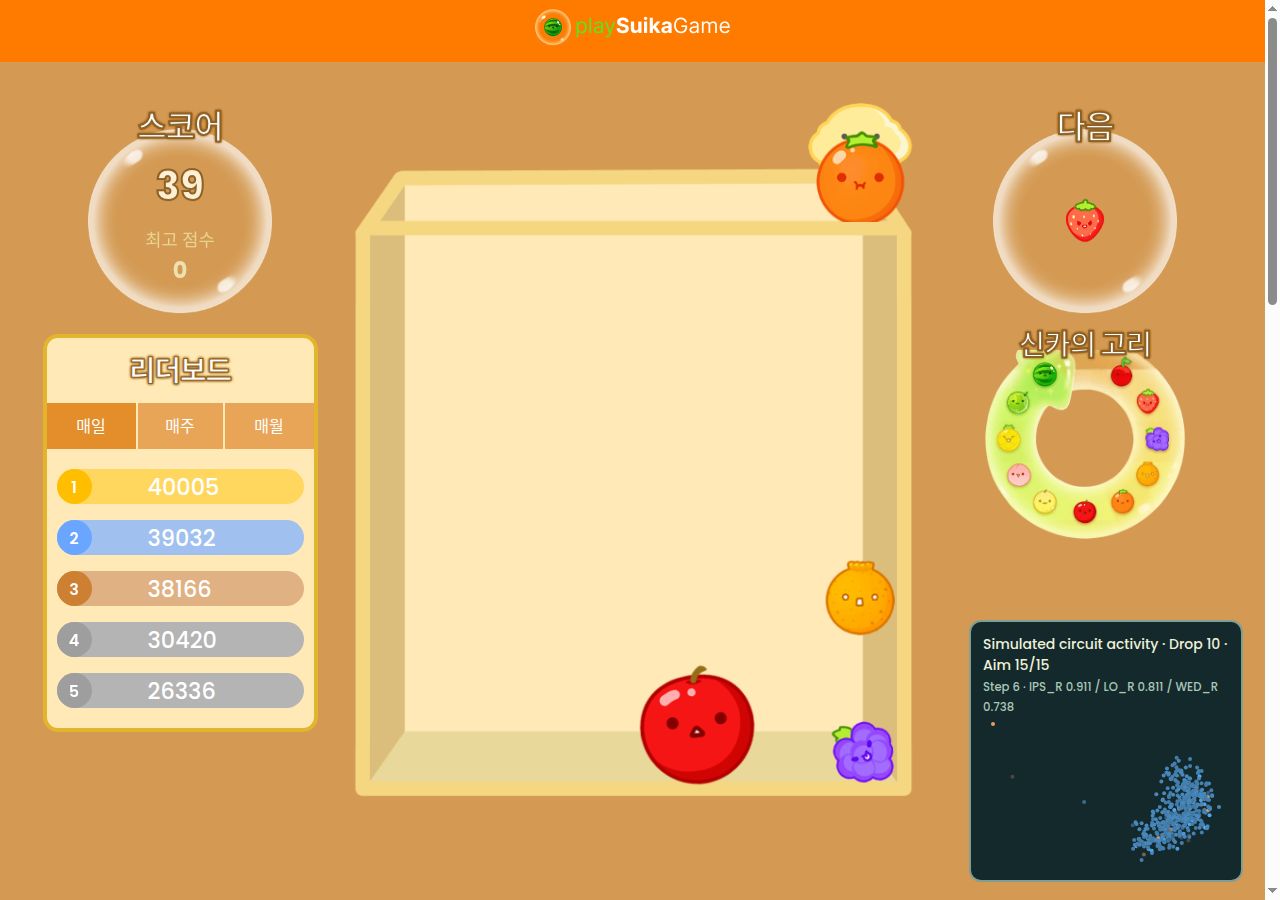 playSuikaGame
스코어
39
최고 점수
0
다음
리더보드
매일 매주 매월
1 40005
2 39032
3 38166
4 30420
5 26336
신카의 고리
Simulated circuit activity · Drop 10 ·
Aim 15/15
Step 6 · IPS_R 0.911 / LO_R 0.811 / WED_R
0.738